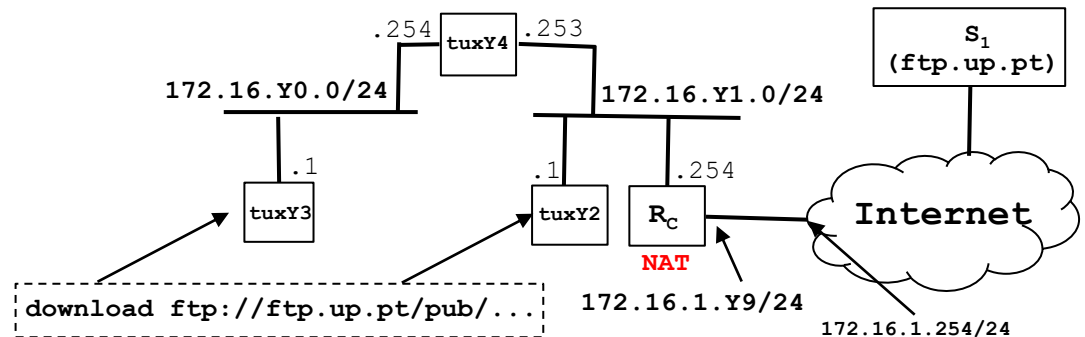 .254
tuxY4
.253
S1
(ftp.up.pt)
172.16.Y0.0/24
172.16.Y1.0/24
.1
.1
.254
tuxY3
tuxY2
RC
Internet
NAT
download ftp://ftp.up.pt/pub/...
172.16.1.Y9/24
172.16.1.254/24